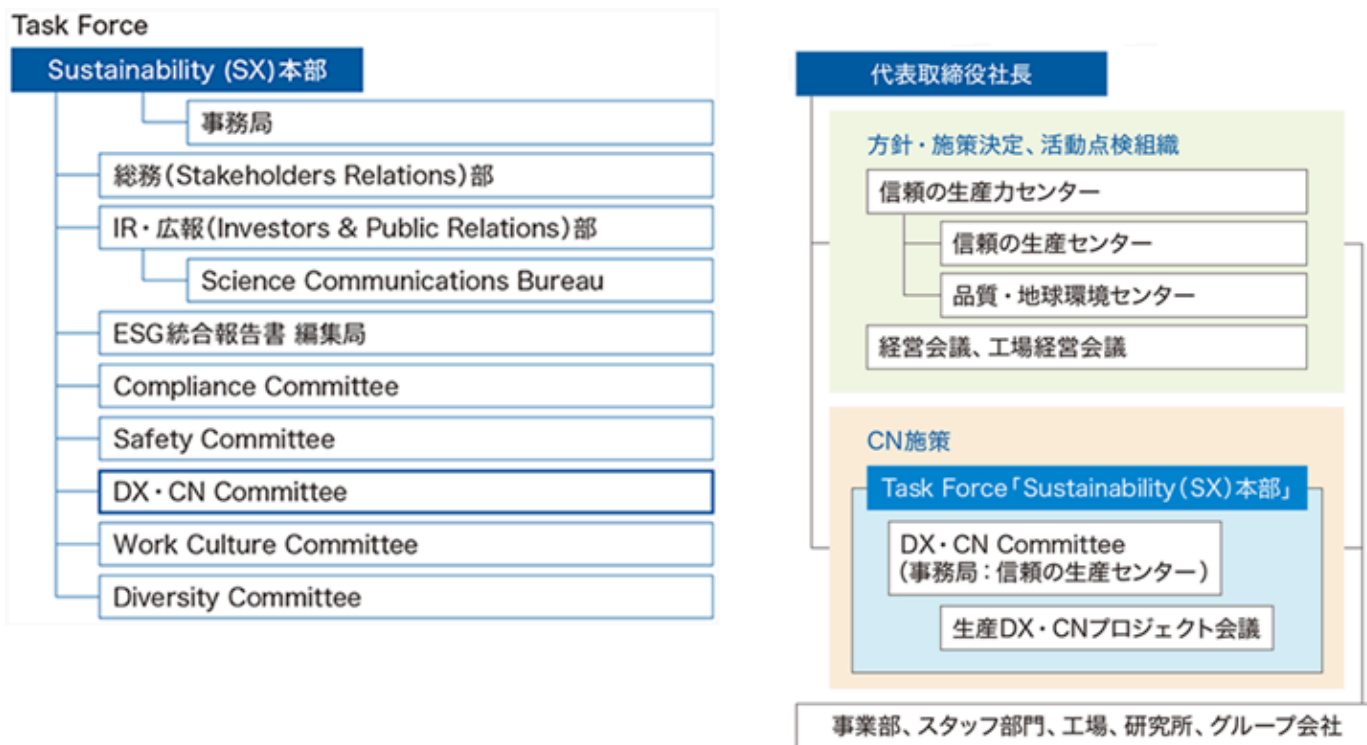 Task Force
Sustainability (SX)本部
事務局
総務(Stakeholders Relations)部
IR・広報(Investors & Public Relations)部
Science Communications Bureau
ESG統合報告書 編集局
Compliance Committee
Safety Committee
DX・CN Committee
Work Culture Committee
Diversity Committee
代表取締役社長
方針・施策決定、活動点検組織
信頼の生産力センター
信頼の生産センター
品質・地球環境センター
経営会議、工場経営会議
CN施策
Task Force「Sustainability(SX)本部」
DX・CN Committee
(事務局:信頼の生産センター)
生産DX・CNプロジェクト会議
事業部、スタッフ部門、工場、研究所、グループ会社